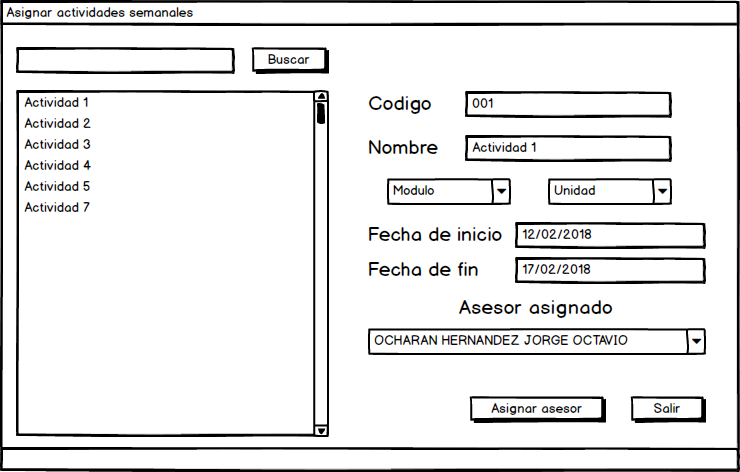 Asignar actividades semanales
Buscar
Actividad 1
Actividad 2
Actividad 3
Actividad 4
Actividad 5
Actividad 7
Codigo 001
Nombre Actividad 1
Modulo Unidad
Fecha de inicio 12/02/2018
Fecha de fin 17/02/2018
Asesor asignado
OCHARAN HERNANDEZ JORGE OCTAVIO
Asignar asesor Salir